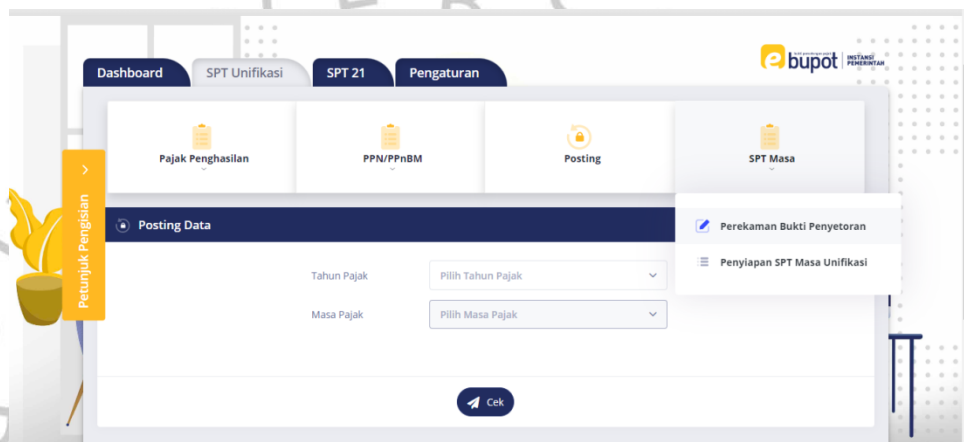 Dashboard
SPT Unifikasi
SPT 21
Pengaturan
ebupot
INSTANSI
PEMERINTAH
Pajak Penghasilan
PPN/PPnBM
Posting
SPT Masa
Petunjuk Pengisian
Posting Data
Perekaman Bukti Penyetoran
Penyiapan SPT Masa Unifikasi
Tahun Pajak
Pilih Tahun Pajak
Masa Pajak
Pilih Masa Pajak
Cek